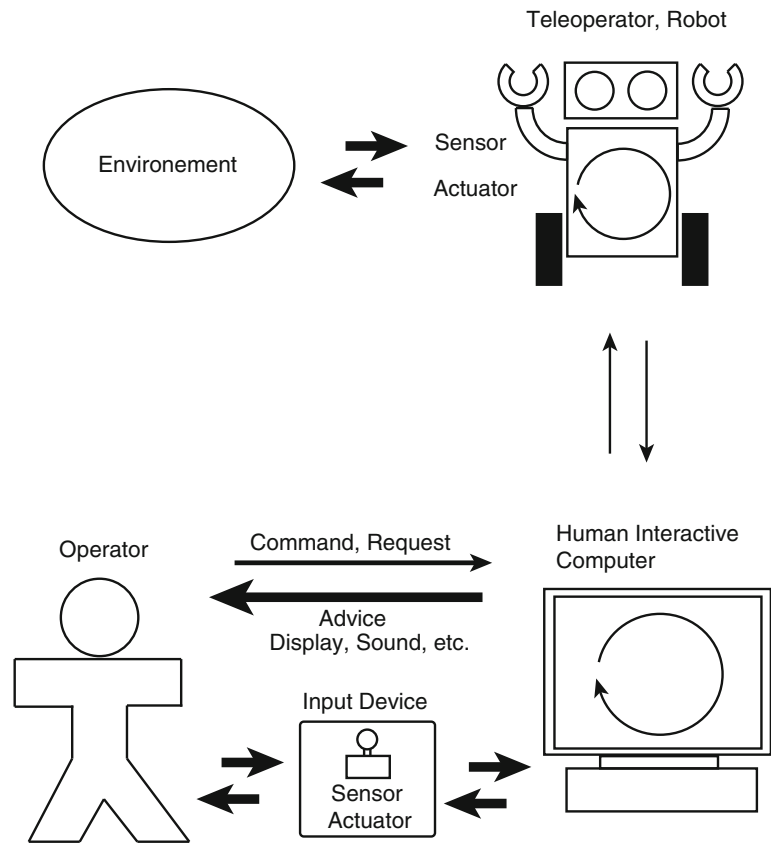 Teleoperator, Robot
Environement
Sensor
Actuator
Operator
Command, Request
Advice
Display, Sound, etc.
Human Interactive
Computer
Input Device
Sensor
Actuator